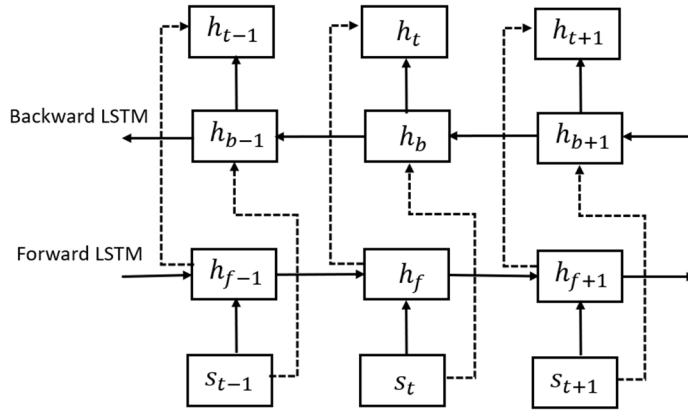 h_{t−1} h_t h_{t+1}
Backward LSTM
h_{b−1} h_b h_{b+1}
Forward LSTM
h_{f−1} h_f h_{f+1}
s_{t−1} s_t s_{t+1}